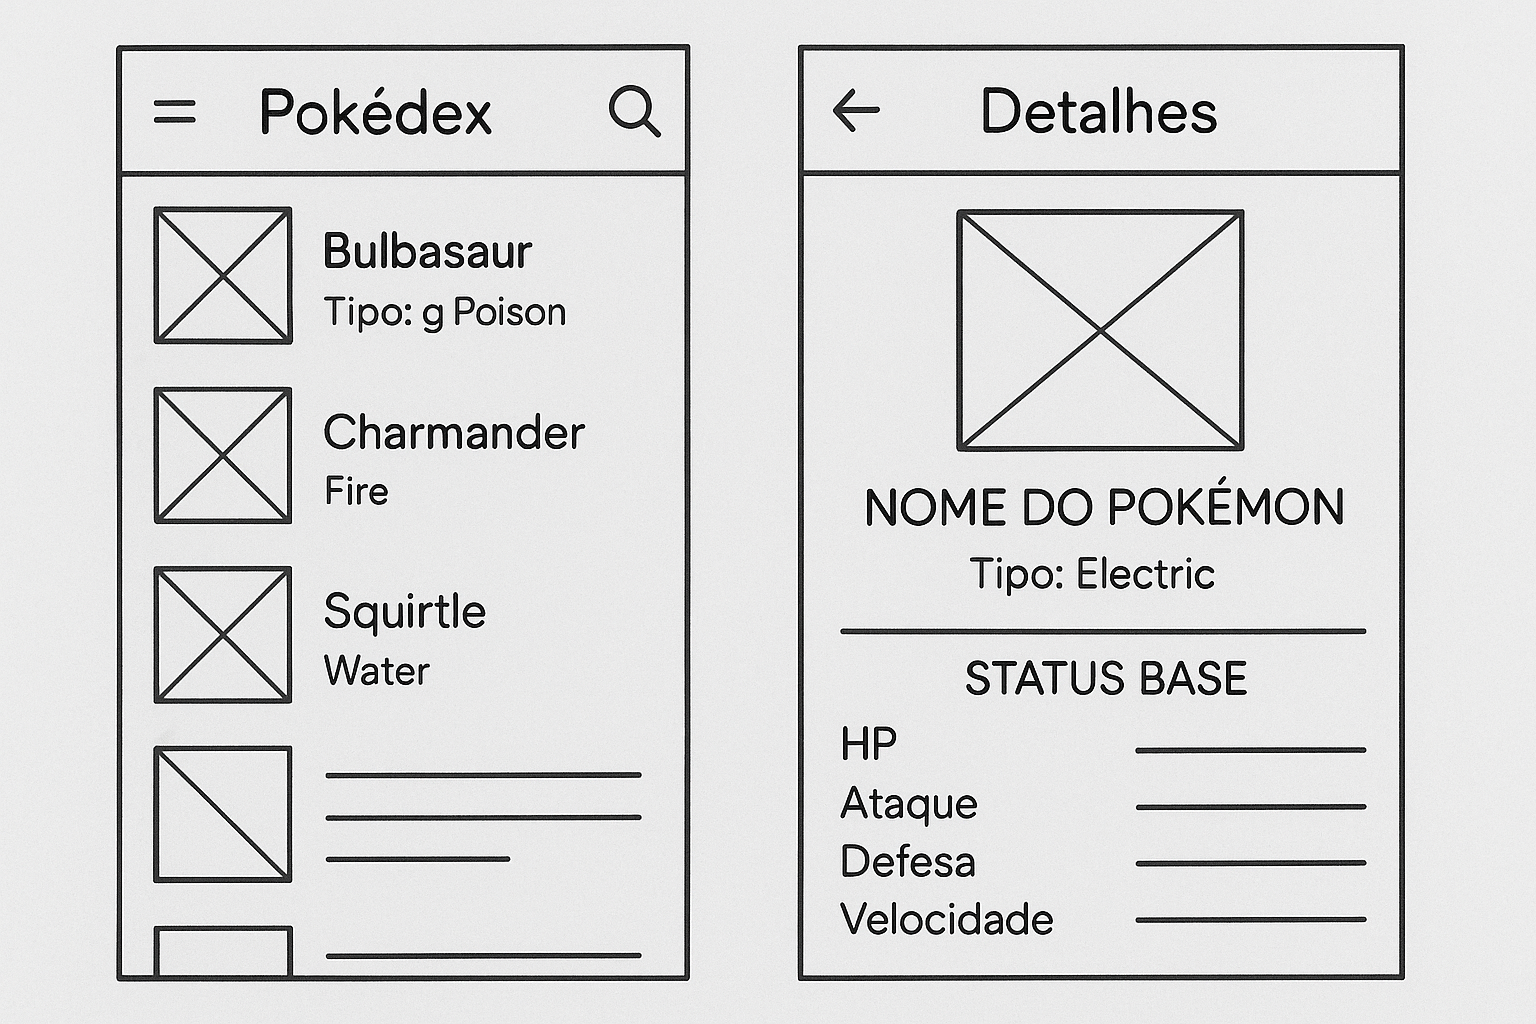 Pokédex
Bulbasaur
Tipo: g Poison
Charmander
Fire
Squirtle
Water
Detalhes
NOME DO POKÉMON
Tipo: Electric
STATUS BASE
HP
Ataque
Defesa
Velocidade